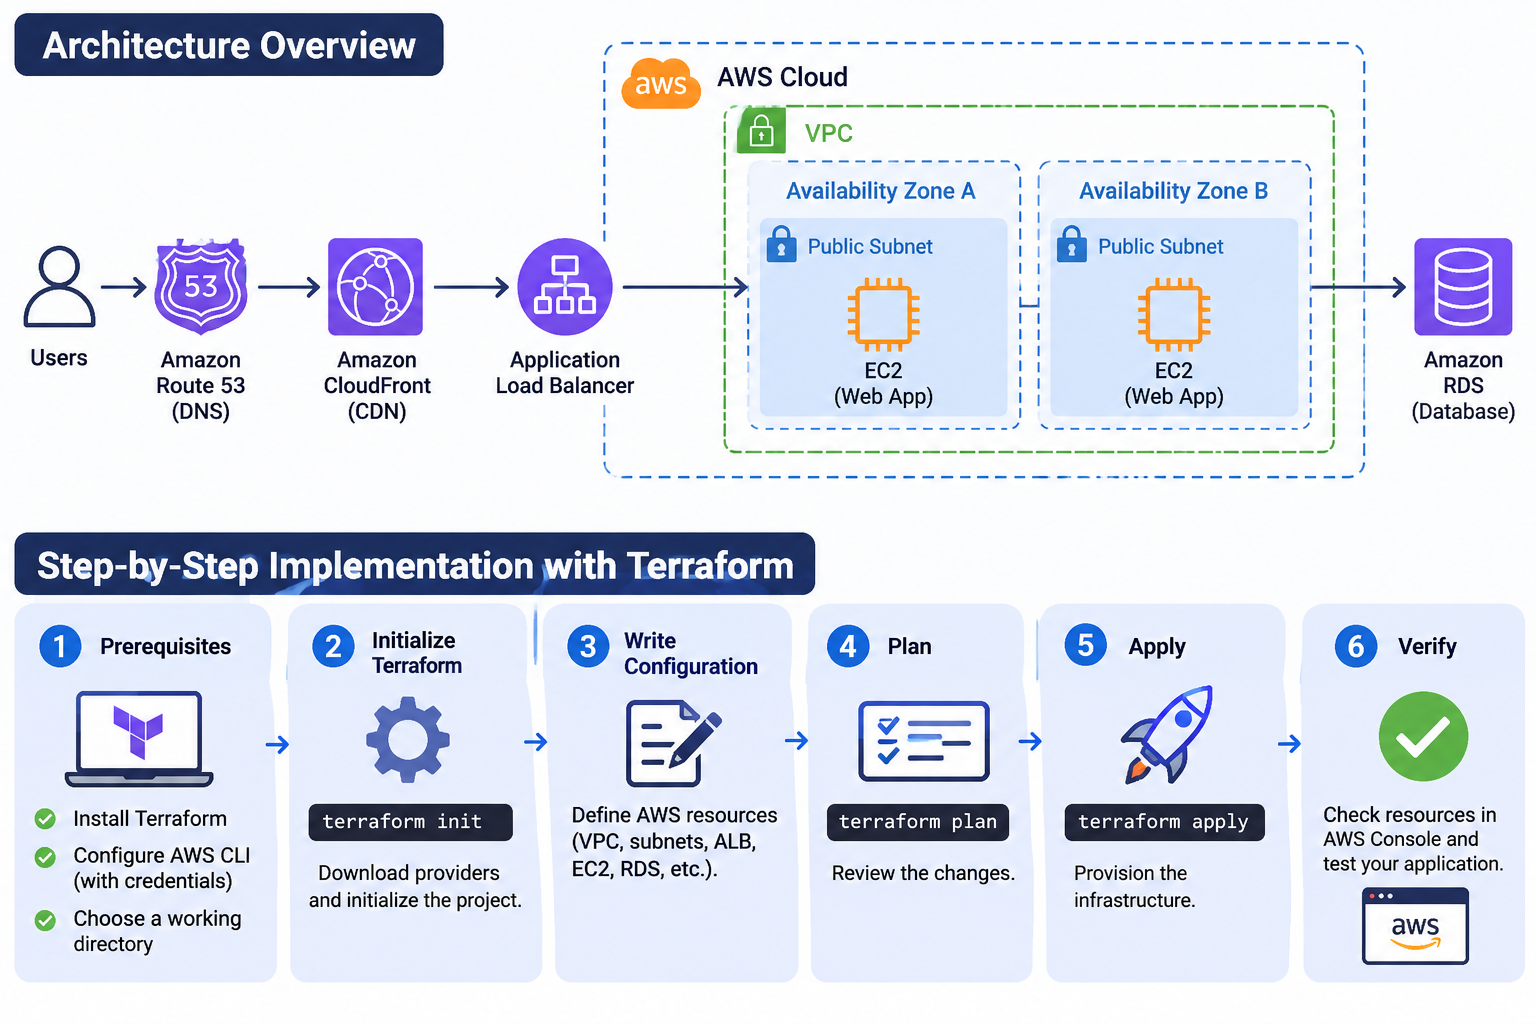 Architecture Overview
aws
AWS Cloud
VPC
Availability Zone A
Availability Zone B
Public Subnet
Public Subnet
53
Users
Amazon
Route 53
(DNS)
Amazon
CloudFront
(CDN)
Application
Load Balancer
EC2
(Web App)
EC2
(Web App)
Amazon
RDS
(Database)
Step-by-Step Implementation with Terraform
1 Prerequisites
Install Terraform
Configure AWS CLI
(with credentials)
Choose a working
directory
2 Initialize
Terraform
terraform init
Download providers
and initialize the project.
3 Write
Configuration
Define AWS resources
(VPC, subnets, ALB,
EC2, RDS, etc.).
4 Plan
terraform plan
Review the changes.
5 Apply
terraform apply
Provision the
infrastructure.
6 Verify
Check resources in
AWS Console and
test your application.
aws